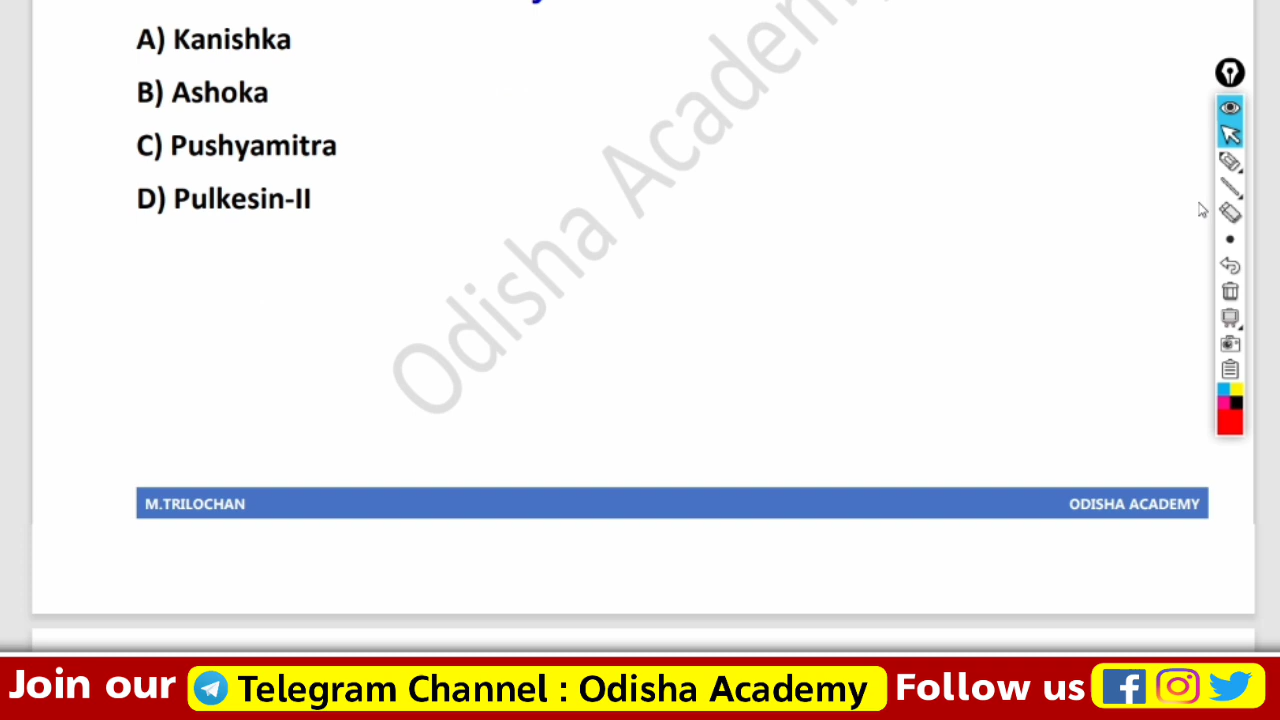 A) Kanishka
B) Ashoka
C) Pushyamitra
D) Pulkesin-II
Odisha Academy
M.TRILOCHAN ODISHA ACADEMY
Join our Telegram Channel : Odisha Academy Follow us